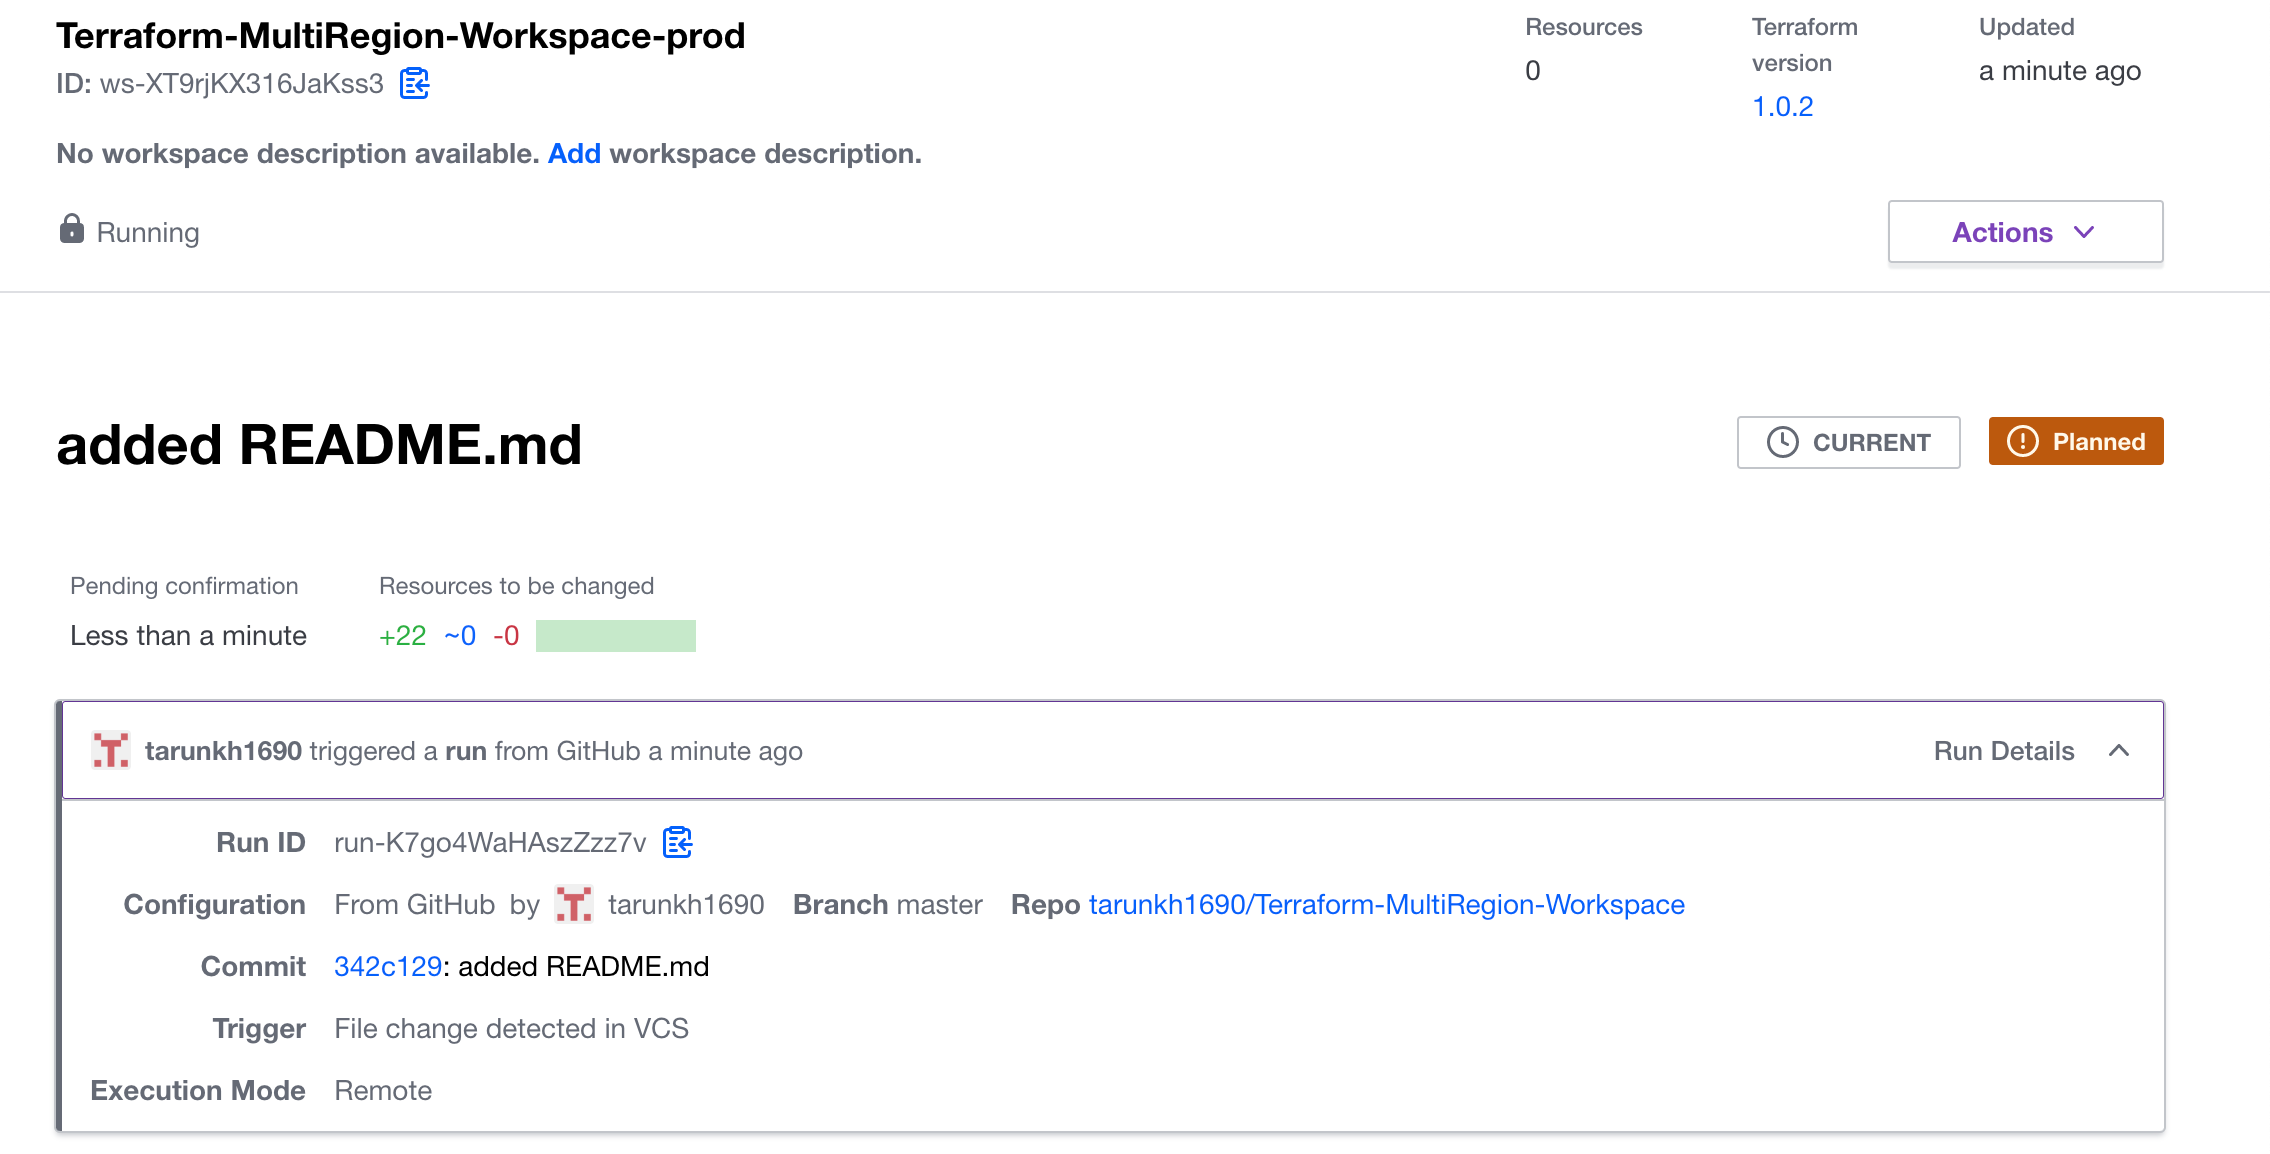 Terraform-MultiRegion-Workspace-prod
ID: ws-XT9rjKX316JaKss3
No workspace description available. Add workspace description.
Running
Resources
0
Terraform version
1.0.2
Updated
a minute ago
Actions
added README.md
CURRENT
Planned
Pending confirmation
Less than a minute
Resources to be changed
+22 ~0 -0
tarunkh1690 triggered a run from GitHub a minute ago
Run Details
Run ID run-K7go4WaHAszZzz7v
Configuration From GitHub by tarunkh1690 Branch master Repo tarunkh1690/Terraform-MultiRegion-Workspace
Commit 342c129: added README.md
Trigger File change detected in VCS
Execution Mode Remote